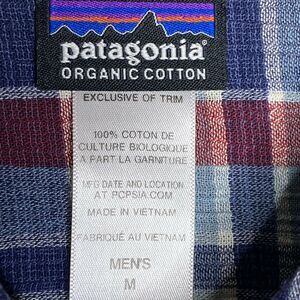 patagonia®
ORGANIC COTTON
EXCLUSIVE OF TRIM
100% COTON DE
CULTURE BIOLOGIQUE
A PART LA GARNITURE
MFD DATE AND LOCATION
AT PCPSIA.COM
MADE IN VIETNAM
FABRIQUÉ AU VIETNAM
MEN'S
M